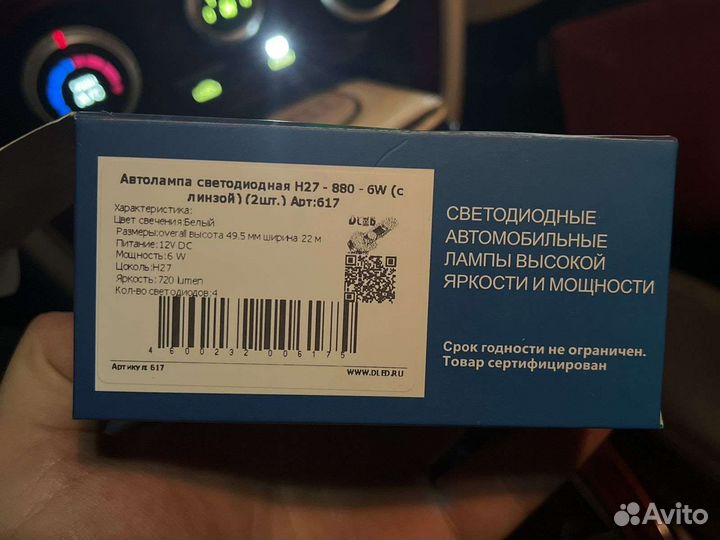 Автолампа светодиодная H27 - 880 - 6W (с
линзой) (2шт.) Арт:617
Характеристика:
Цвет свечения:Белый
Размеры:overall высота 49.5 мм ширина 22 м
Питание:12V DC
Мощность:6 W
Цоколь:H27
Яркость:720 lumen
Кол-во светодиодов:4
DLED
4600232006175
Артикул: 617
WWW.DLED.RU
СВЕТОДИОДНЫЕ
АВТОМОБИЛЬНЫЕ
ЛАМПЫ ВЫСОКОЙ
ЯРКОСТИ И МОЩНОСТИ
Срок годности не ограничен.
Товар сертифицирован
Avito